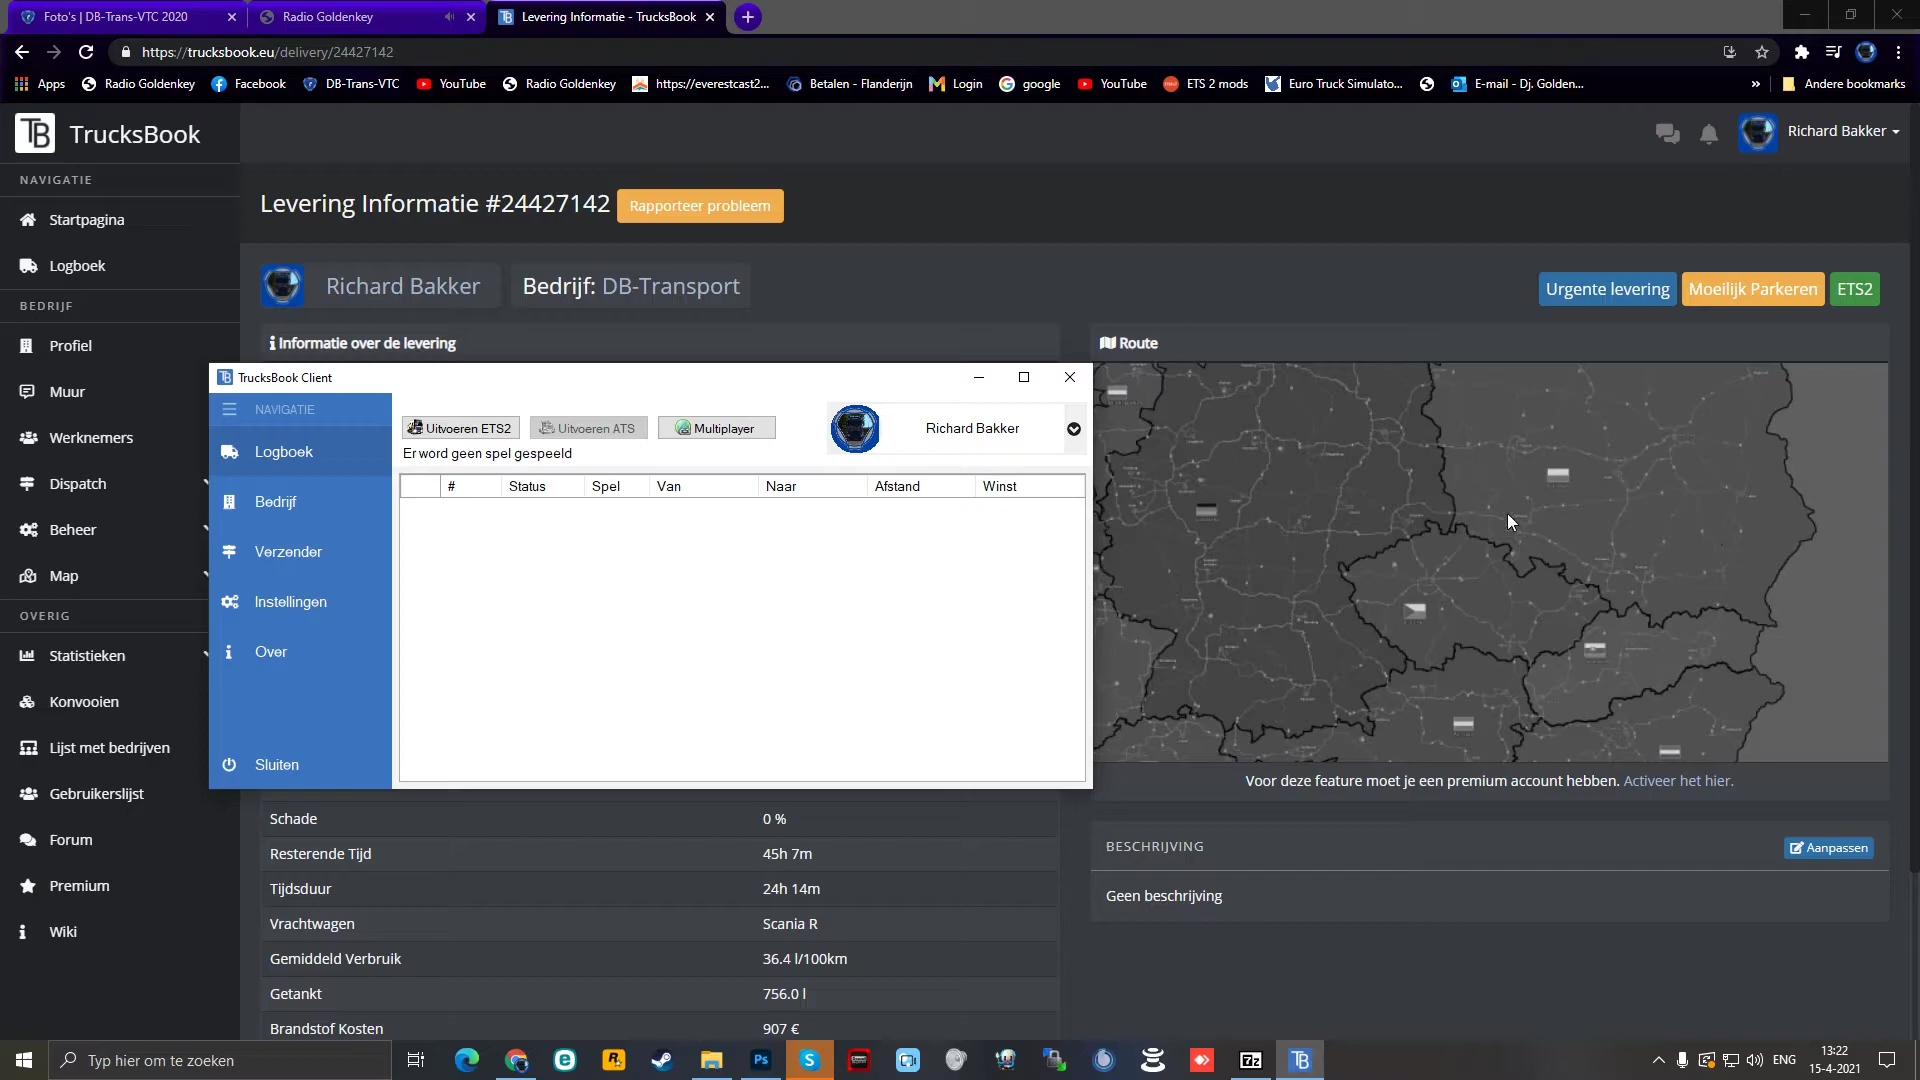 Foto's | DB-Trans-VTC 2020
Radio Goldenkey
Levering Informatie - TrucksBook
https://trucksbook.eu/delivery/24427142
Apps
Radio Goldenkey
Facebook
DB-Trans-VTC
YouTube
Radio Goldenkey
https://everestcast2...
Betalen - Flanderijn
Login
google
YouTube
ETS 2 mods
Euro Truck Simulato...
E-mail - Dj. Golden...
»
Andere bookmarks
TB
TrucksBook
Richard Bakker
NAVIGATIE
Startpagina
Logboek
BEDRIJF
Profiel
Muur
Werknemers
Dispatch
Beheer
Map
OVERIG
Statistieken
Konvooien
Lijst met bedrijven
Gebruikerslijst
Forum
Premium
Wiki
Levering Informatie #24427142
Rapporteer probleem
Richard Bakker
Bedrijf: DB-Transport
Urgente levering
Moeilijk Parkeren
ETS2
Informatie over de levering
Route
TrucksBook Client
NAVIGATIE
Logboek
Bedrijf
Verzender
Instellingen
Over
Sluiten
Uitvoeren ETS2
Uitvoeren ATS
Multiplayer
Richard Bakker
Er word geen spel gespeeld
# Status Spel Van Naar Afstand Winst
Voor deze feature moet je een premium account hebben. Activeer het hier.
Schade 0 %
Resterende Tijd 45h 7m
Tijdsduur 24h 14m
Vrachtwagen Scania R
Gemiddeld Verbruik 36.4 l/100km
Getankt 756.0 l
Brandstof Kosten 907 €
BESCHRIJVING
Aanpassen
Geen beschrijving
Typ hier om te zoeken
Ps
S
7z
TB
ENG
13:22
15-4-2021